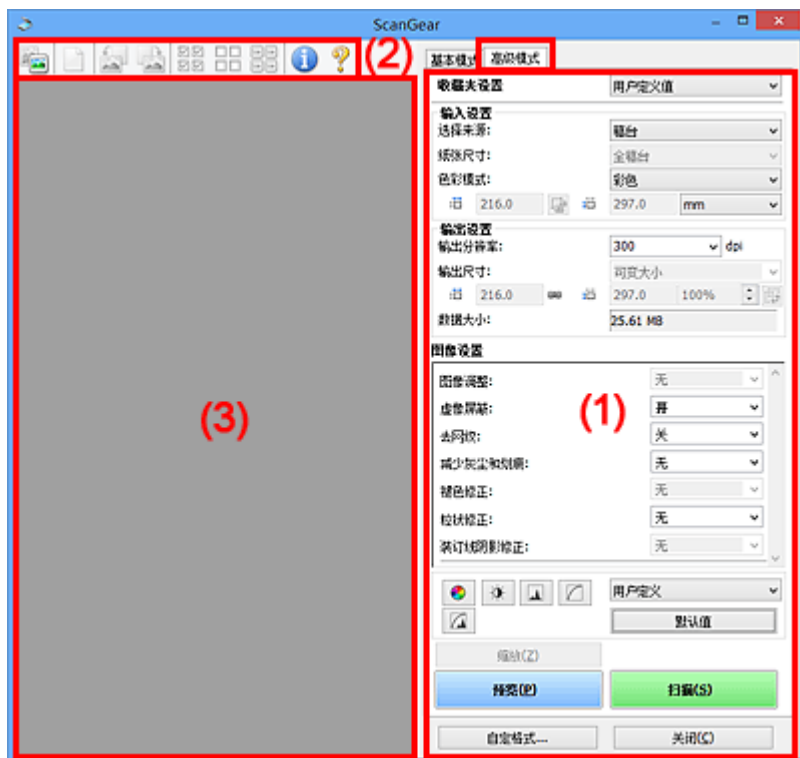 ScanGear
(2)
基本模式 高级模式
收藏夹设置 用户定义值
输入设置
选择来源: 稿台
纸张尺寸: 全稿台
色彩模式: 彩色
216.0 297.0 mm
输出设置
输出分辨率: 300 dpi
输出尺寸: 可变大小
216.0 297.0 100%
数据大小: 25.61 MB
图像设置
图像调整: 无
虚像屏蔽: 开
(3)
(1)
去网纹: 关
减少灰尘和划痕: 无
褪色修正: 无
粒状修正: 无
装订线阴影修正: 无
用户定义
默认值
缩放(Z)
预览(P) 扫描(S)
自定格式... 关闭(C)